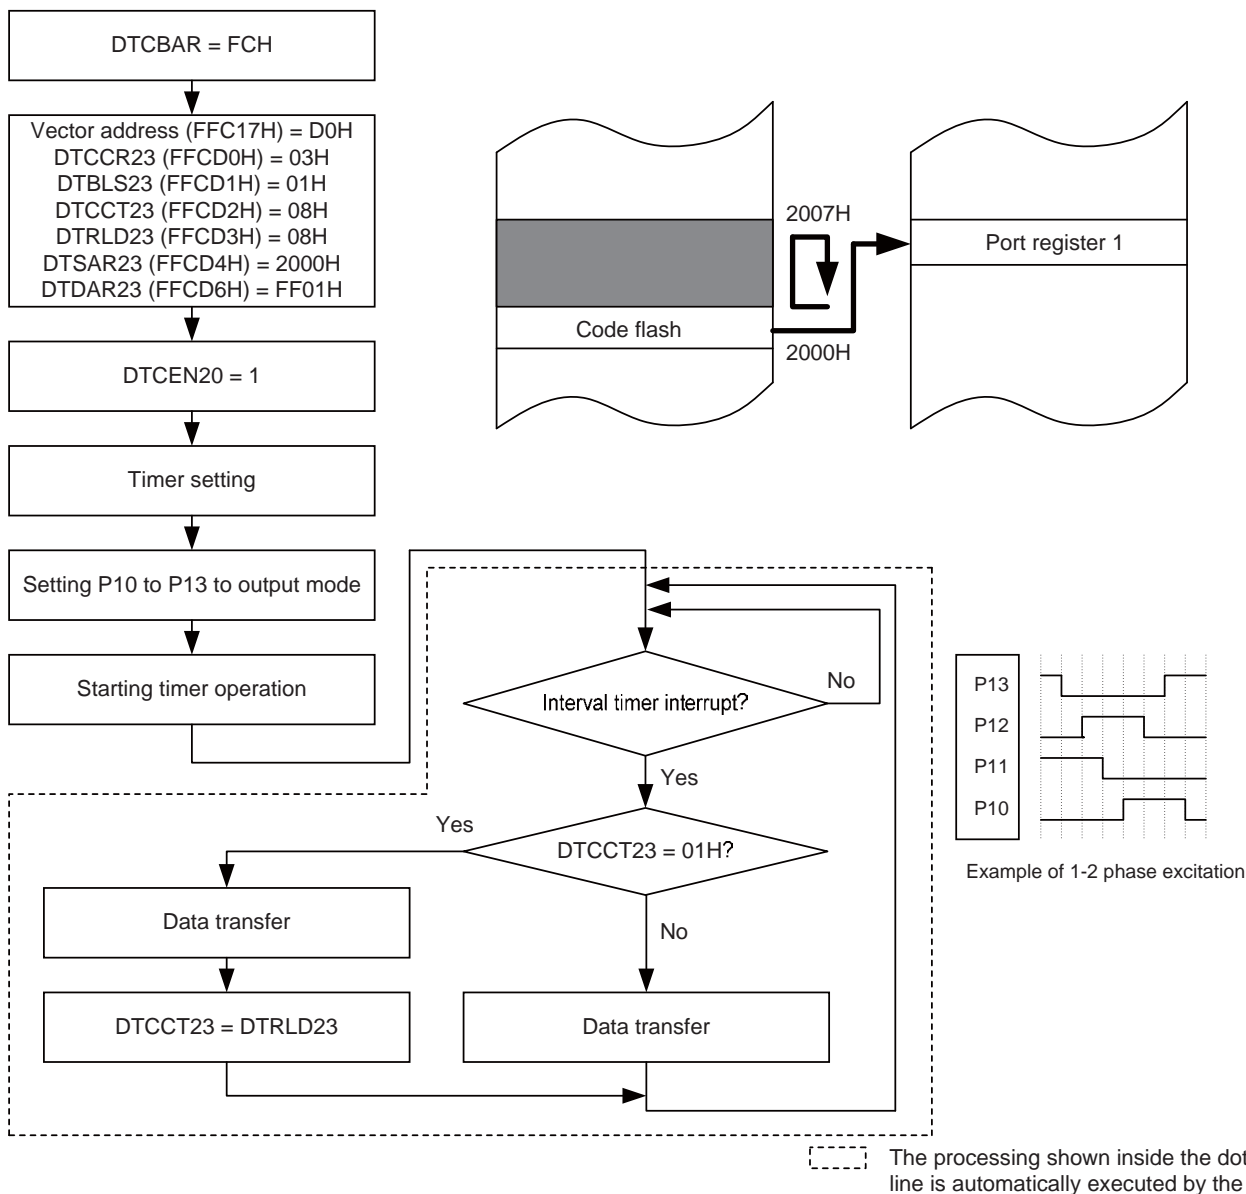 DTCBAR = FCH
Vector address (FFC17H) = D0H
DTCCR23 (FFCD0H) = 03H
DTBLS23 (FFCD1H) = 01H
DTCCT23 (FFCD2H) = 08H
DTRLD23 (FFCD3H) = 08H
DTSAR23 (FFCD4H) = 2000H
DTDAR23 (FFCD6H) = FF01H
DTCEN20 = 1
Timer setting
Setting P10 to P13 to output mode
Starting timer operation
2007H
Port register 1
Code flash
2000H
Interval timer interrupt?
No
Yes
DTCCT23 = 01H?
Yes
No
Data transfer
DTCCT23 = DTRLD23
Data transfer
P13
P12
P11
P10
Example of 1-2 phase excitation
The processing shown inside the dot
line is automatically executed by the